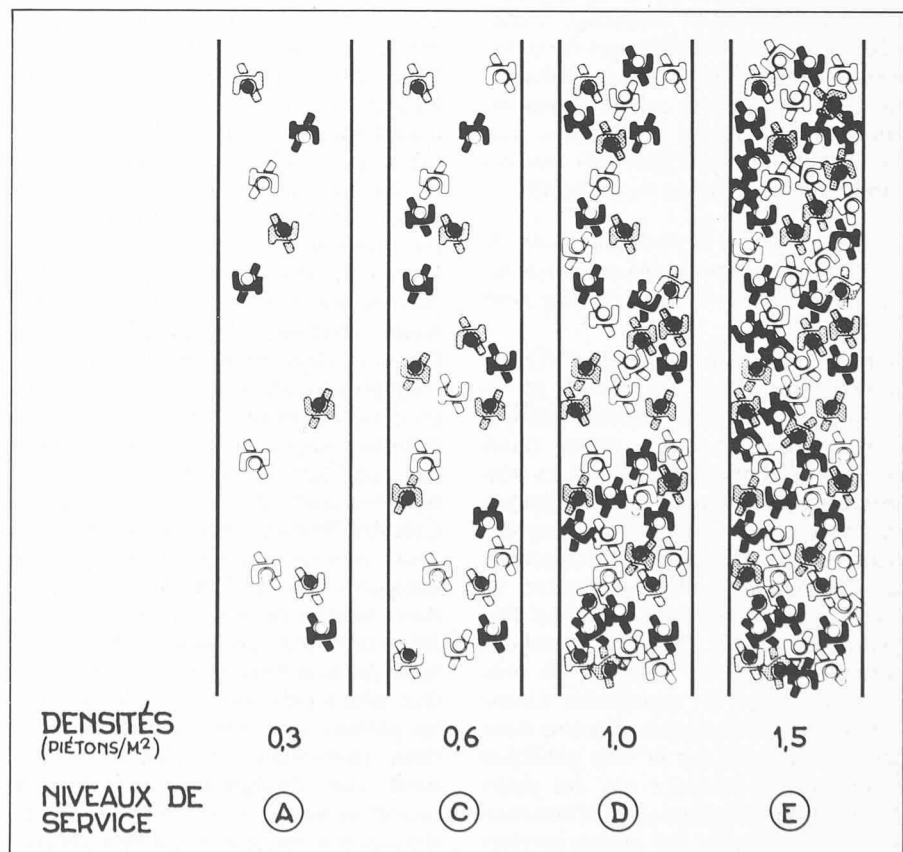 DENSITÉS
(PIÉTONS/M²)
0,3
0,6
1,0
1,5
NIVEAUX DE
SERVICE
A
C
D
E